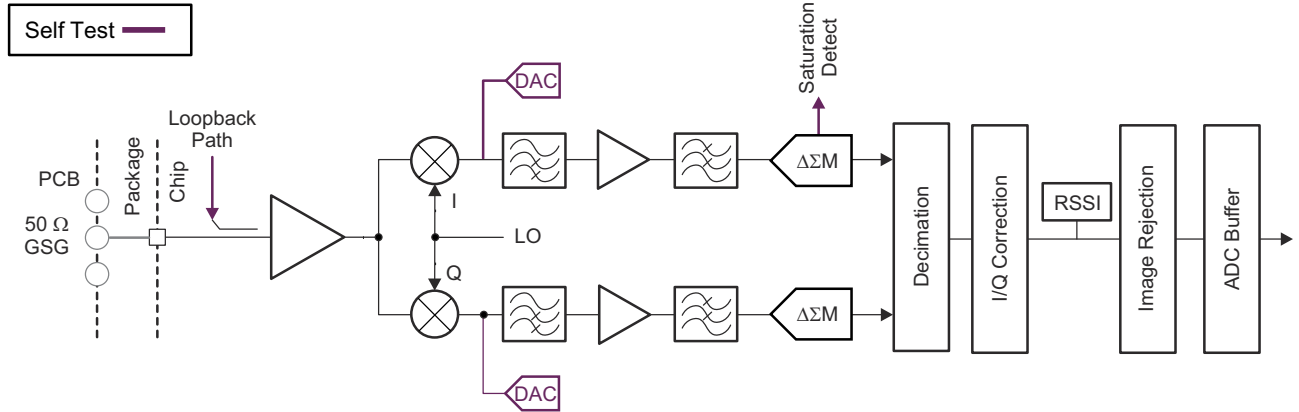 Self Test
Saturation
Detect
DAC
Loopback
Path
PCB
Package
Chip
50 Ω
GSG
I
LO
Q
ΔΣM
ΔΣM
DAC
Decimation
I/Q Correction
RSSI
Image Rejection
ADC Buffer